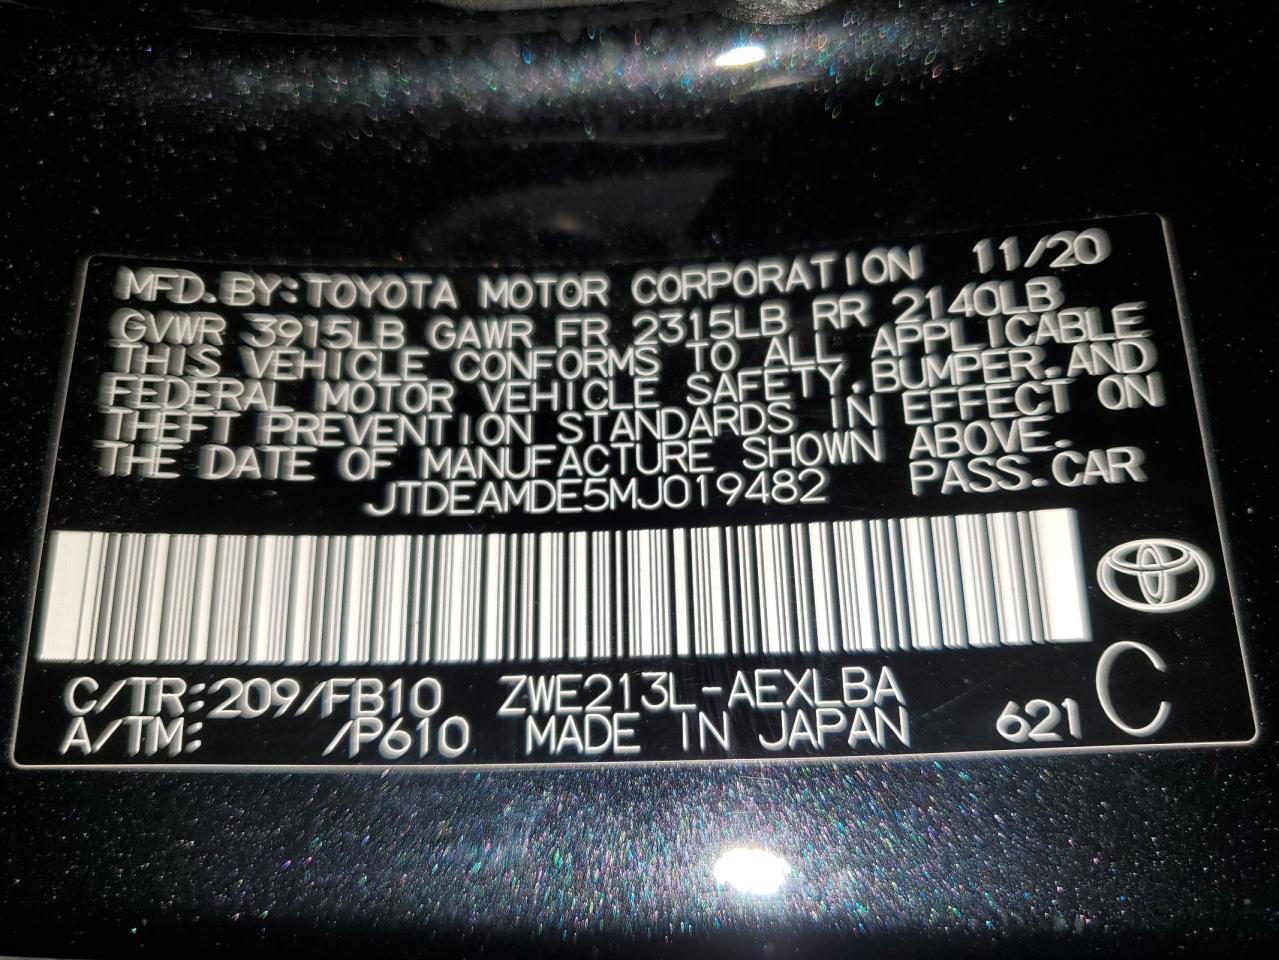 MFD. BY: TOYOTA MOTOR CORPORATION 11/20
GVWR 3915LB GAWR FR 2315LB RR 2140LB
THIS VEHICLE CONFORMS TO ALL APPLICABLE
FEDERAL MOTOR VEHICLE SAFETY, BUMPER, AND
THEFT PREVENTION STANDARDS IN EFFECT ON
THE DATE OF MANUFACTURE SHOWN ABOVE.
JTDEAMDE5MJ019482 PASS. CAR
C/TR: 209/FB10 ZWE213L-AEXLBA
A/TM: /P610 MADE IN JAPAN 621 C